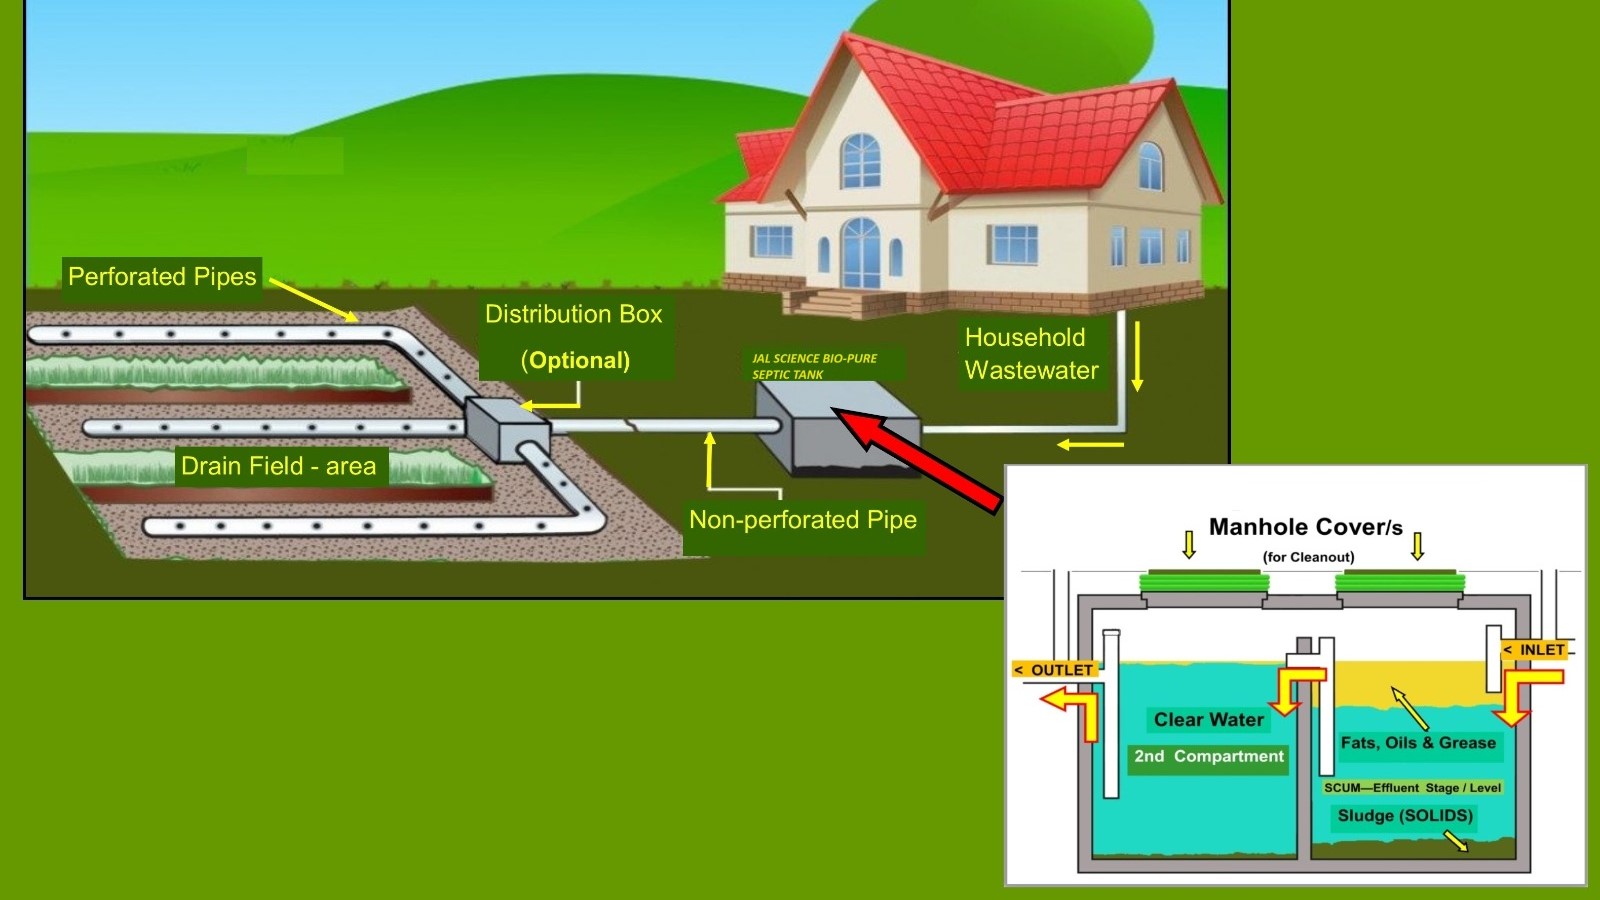 Perforated Pipes
Distribution Box
(Optional)
JAL SCIENCE BIO-PURE
SEPTIC TANK
Household
Wastewater
Drain Field - area
Non-perforated Pipe
Manhole Cover/s
(for Cleanout)
< OUTLET
< INLET
Clear Water
2nd Compartment
Fats, Oils & Grease
SCUM—Effluent Stage / Level
Sludge (SOLIDS)